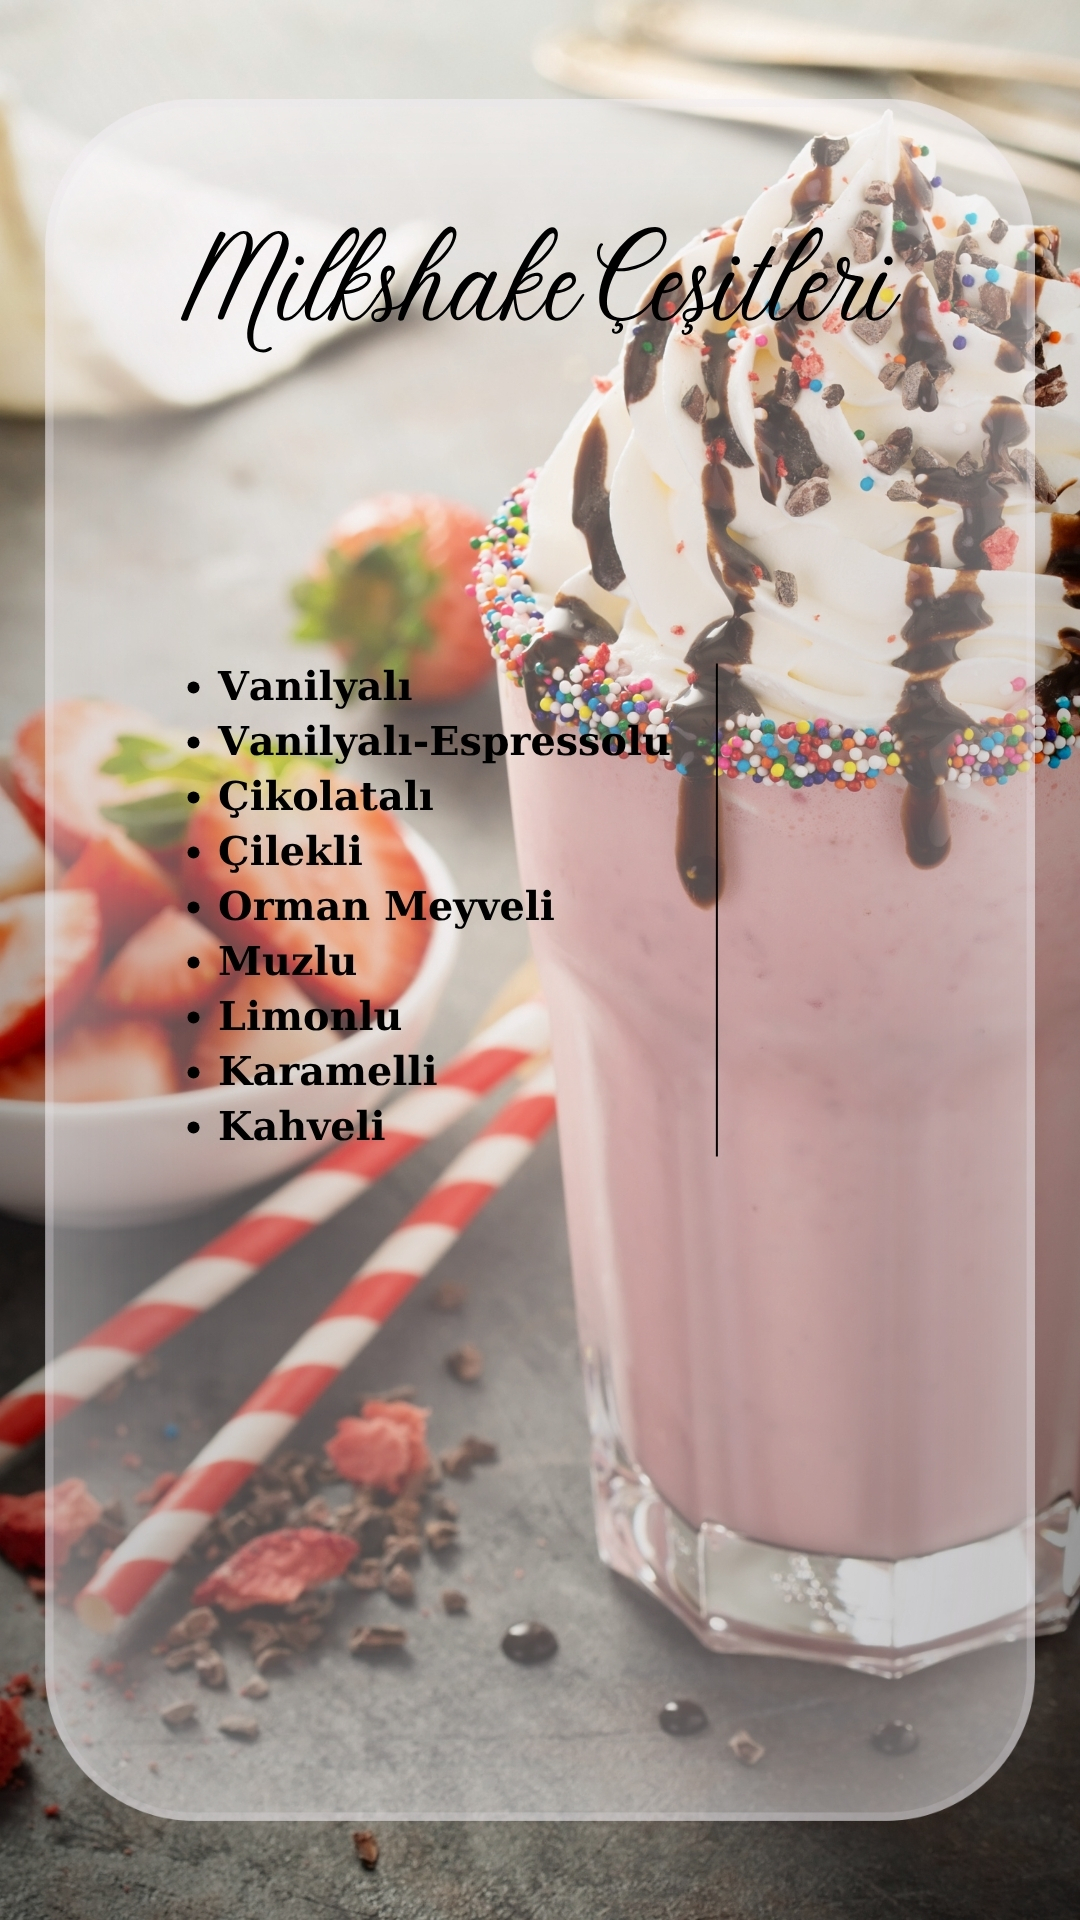 Milkshake Çeşitleri
• Vanilyalı
• Vanilyalı-Espressolu
• Çikolatalı
• Çilekli
• Orman Meyveli
• Muzlu
• Limonlu
• Karamelli
• Kahveli